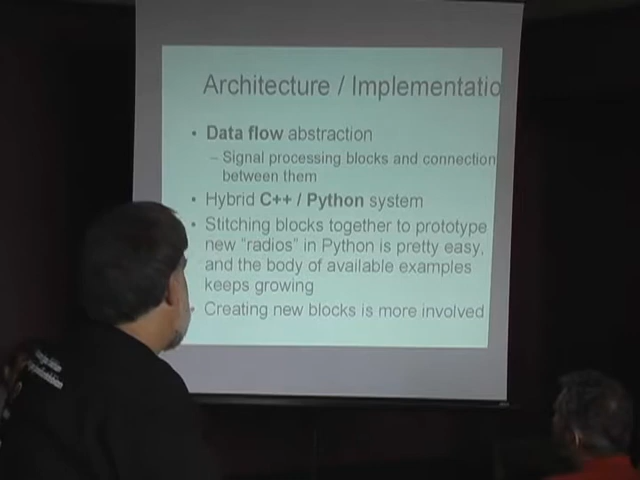 Architecture / Implementatio
• Data flow abstraction
– Signal processing blocks and connection
between them
• Hybrid C++ / Python system
• Stitching blocks together to prototype
new "radios" in Python is pretty easy,
and the body of available examples
keeps growing
• Creating new blocks is more involved